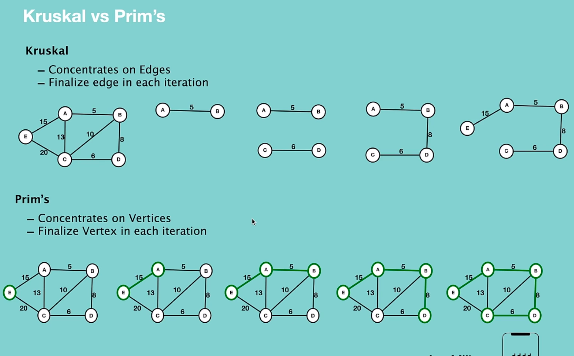 Kruskal vs Prim's
Kruskal
– Concentrates on Edges
– Finalize edge in each iteration
A 5 B
15 13 10 8
E
20 C 6 D
A 5 B
A 5 B
C 6 D
A 5 B
8
C 6 D
A 5 B
15 8
E
C 6 D
Prim's
– Concentrates on Vertices
– Finalize Vertex in each iteration
A 5 B
15 13 10 8
E
20 C 6 D
A 5 B
15 13 10 8
E
20 C 6 D
A 5 B
15 13 10 8
E
20 C 6 D
A 5 B
15 13 10 8
E
20 C 6 D
A 5 B
15 13 10 8
E
20 C 6 D